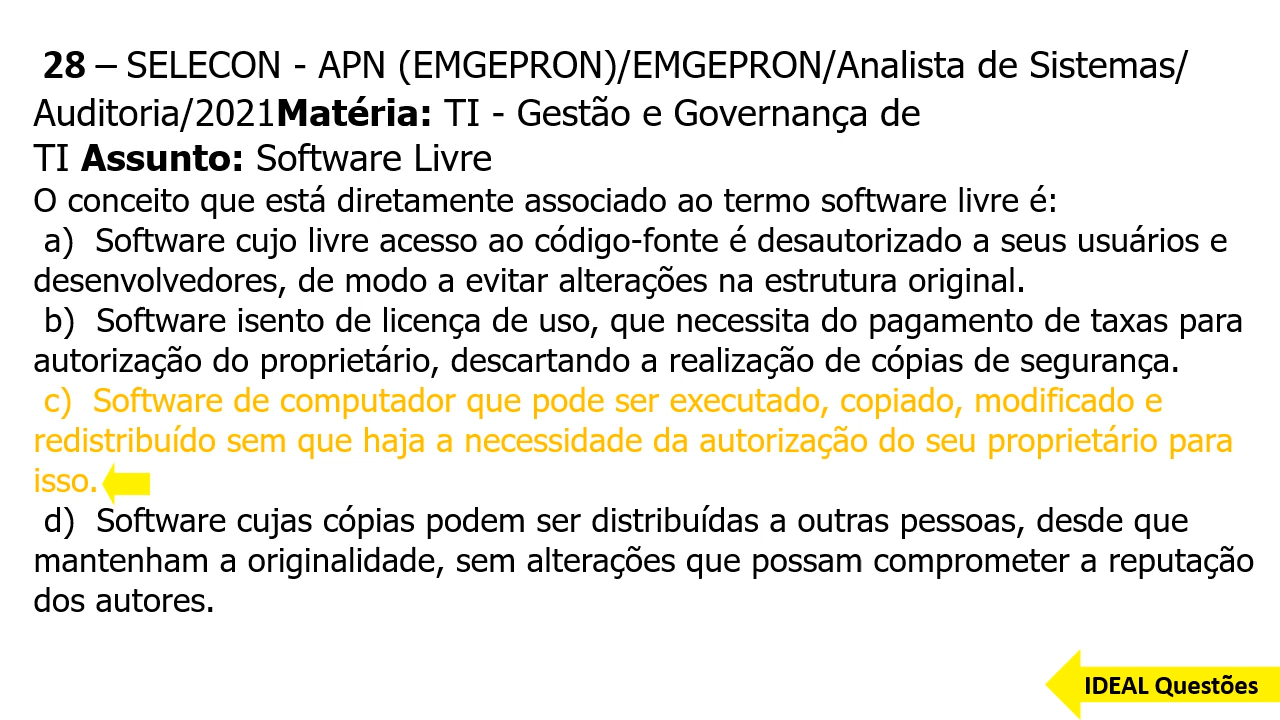 28 – SELECON - APN (EMGEPRON)/EMGEPRON/Analista de Sistemas/
Auditoria/2021Matéria: TI - Gestão e Governança de
TI Assunto: Software Livre
O conceito que está diretamente associado ao termo software livre é:
a) Software cujo livre acesso ao código-fonte é desautorizado a seus usuários e
desenvolvedores, de modo a evitar alterações na estrutura original.
b) Software isento de licença de uso, que necessita do pagamento de taxas para
autorização do proprietário, descartando a realização de cópias de segurança.
c) Software de computador que pode ser executado, copiado, modificado e
redistribuído sem que haja a necessidade da autorização do seu proprietário para
isso.
d) Software cujas cópias podem ser distribuídas a outras pessoas, desde que
mantenham a originalidade, sem alterações que possam comprometer a reputação
dos autores.
IDEAL Questões